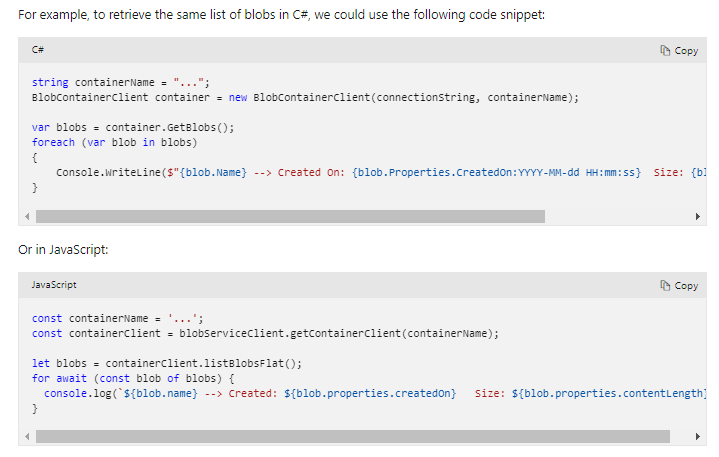 For example, to retrieve the same list of blobs in C#, we could use the following code snippet:
C#
Copy
string containerName = "...";
BlobContainerClient container = new BlobContainerClient(connectionString, containerName);
var blobs = container.GetBlobs();
foreach (var blob in blobs)
{
    Console.WriteLine($"{blob.Name} --> Created On: {blob.Properties.CreatedOn:YYYY-MM-dd HH:mm:ss}  Size: {bl
}
Or in JavaScript:
JavaScript
Copy
const containerName = '...';
const containerClient = blobServiceClient.getContainerClient(containerName);
let blobs = containerClient.listBlobsFlat();
for await (const blob of blobs) {
  console.log(`${blob.name} --> Created: ${blob.properties.createdOn}   Size: ${blob.properties.contentLength}
}